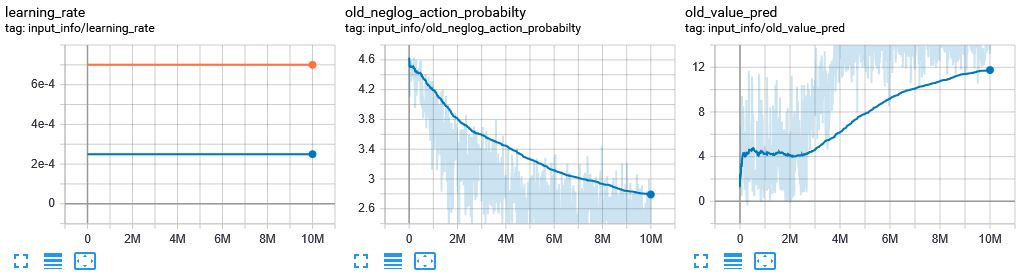 learning_rate
tag: input_info/learning_rate
6e-4
4e-4
2e-4
0
0 2M 4M 6M 8M 10M
old_neglog_action_probabilty
tag: input_info/old_neglog_action_probabilty
4.6
4.2
3.8
3.4
3
2.6
0 2M 4M 6M 8M 10M
old_value_pred
tag: input_info/old_value_pred
12
8
4
0
0 2M 4M 6M 8M 10M